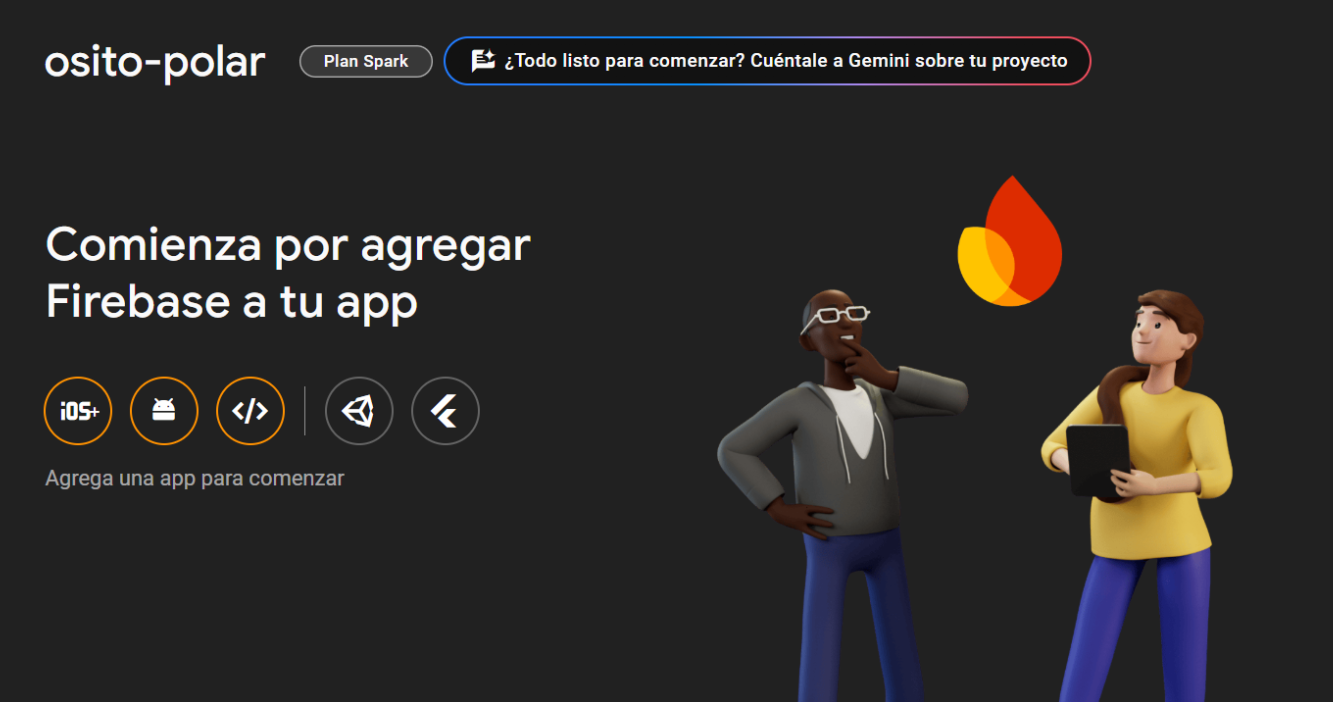 osito-polar
Plan Spark
¿Todo listo para comenzar? Cuéntale a Gemini sobre tu proyecto
Comienza por agregar
Firebase a tu app
iOS+
</>
Agrega una app para comenzar